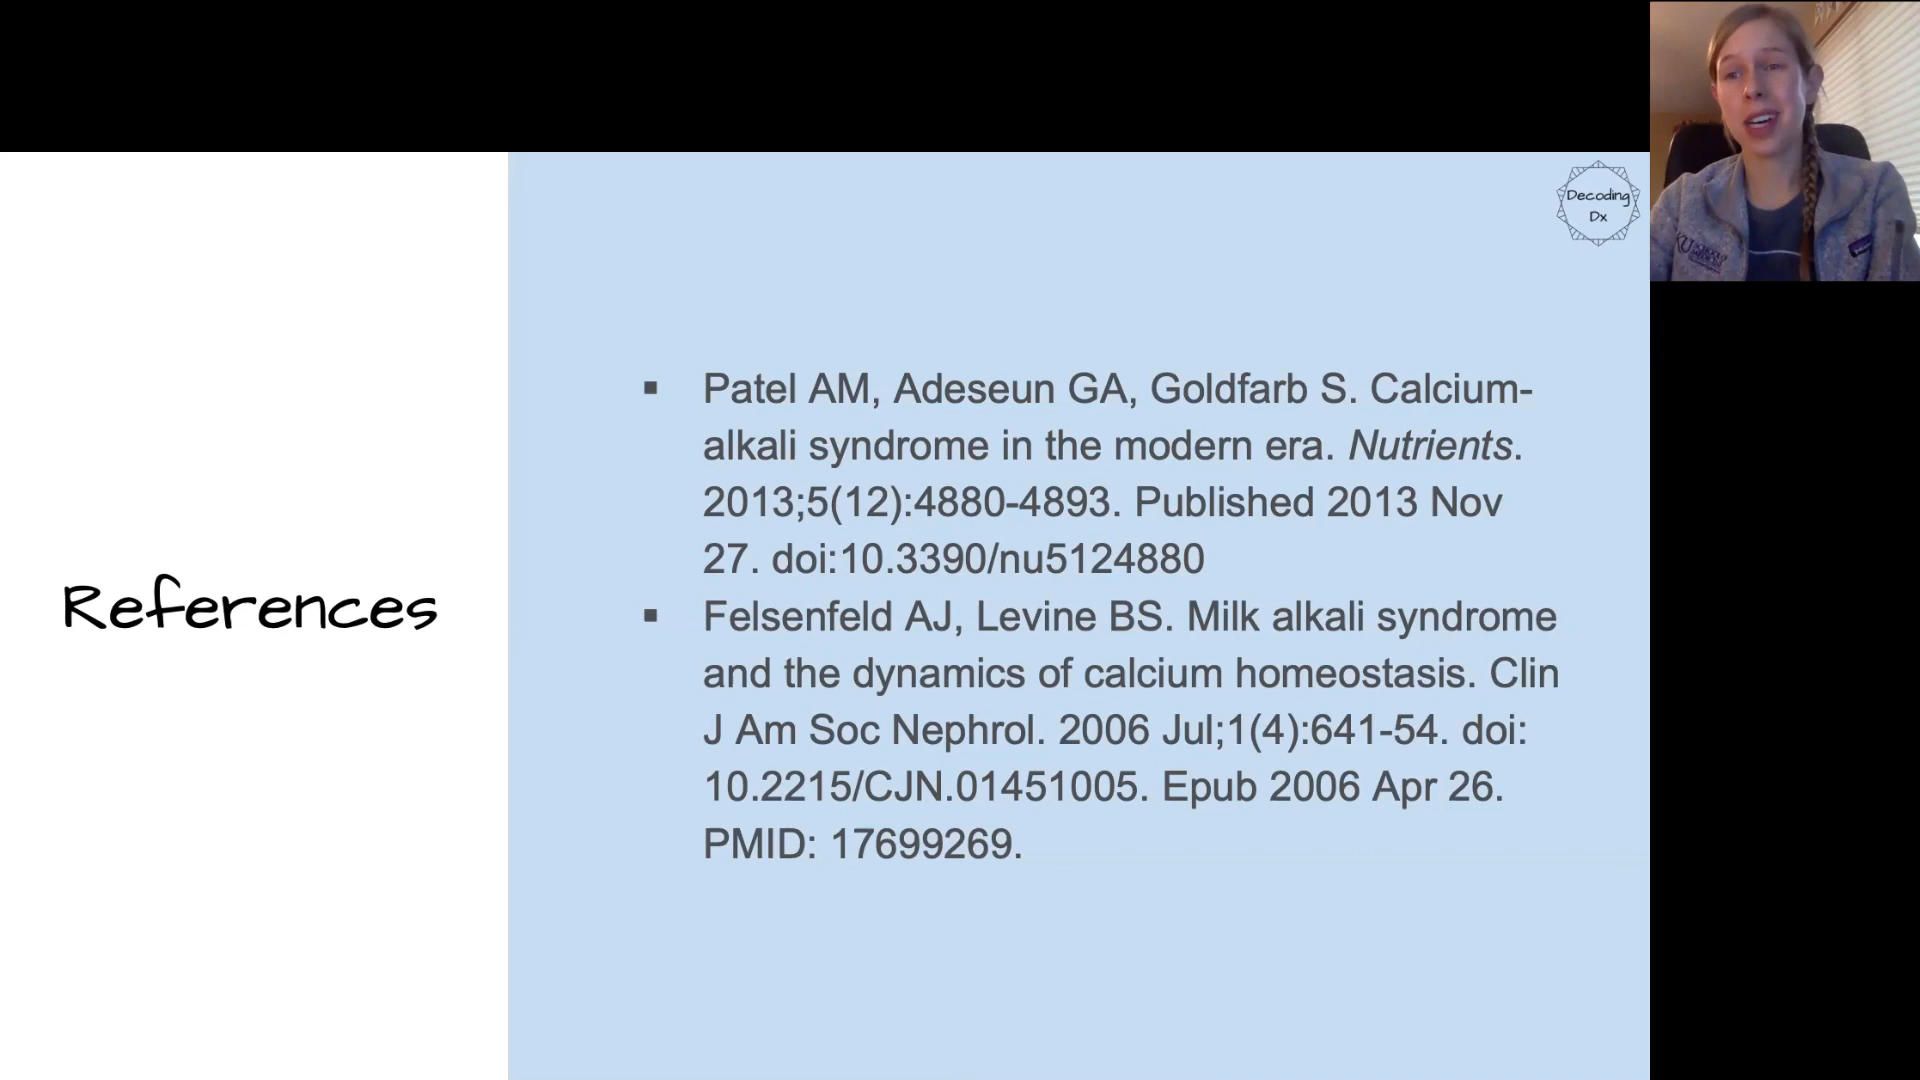 Decoding
Dx
Patel AM, Adeseun GA, Goldfarb S. Calcium-
alkali syndrome in the modern era. Nutrients.
2013;5(12):4880-4893. Published 2013 Nov
27. doi:10.3390/nu5124880
References
Felsenfeld AJ, Levine BS. Milk alkali syndrome
and the dynamics of calcium homeostasis. Clin
J Am Soc Nephrol. 2006 Jul;1(4):641-54. doi:
10.2215/CJN.01451005. Epub 2006 Apr 26.
PMID: 17699269.
KU